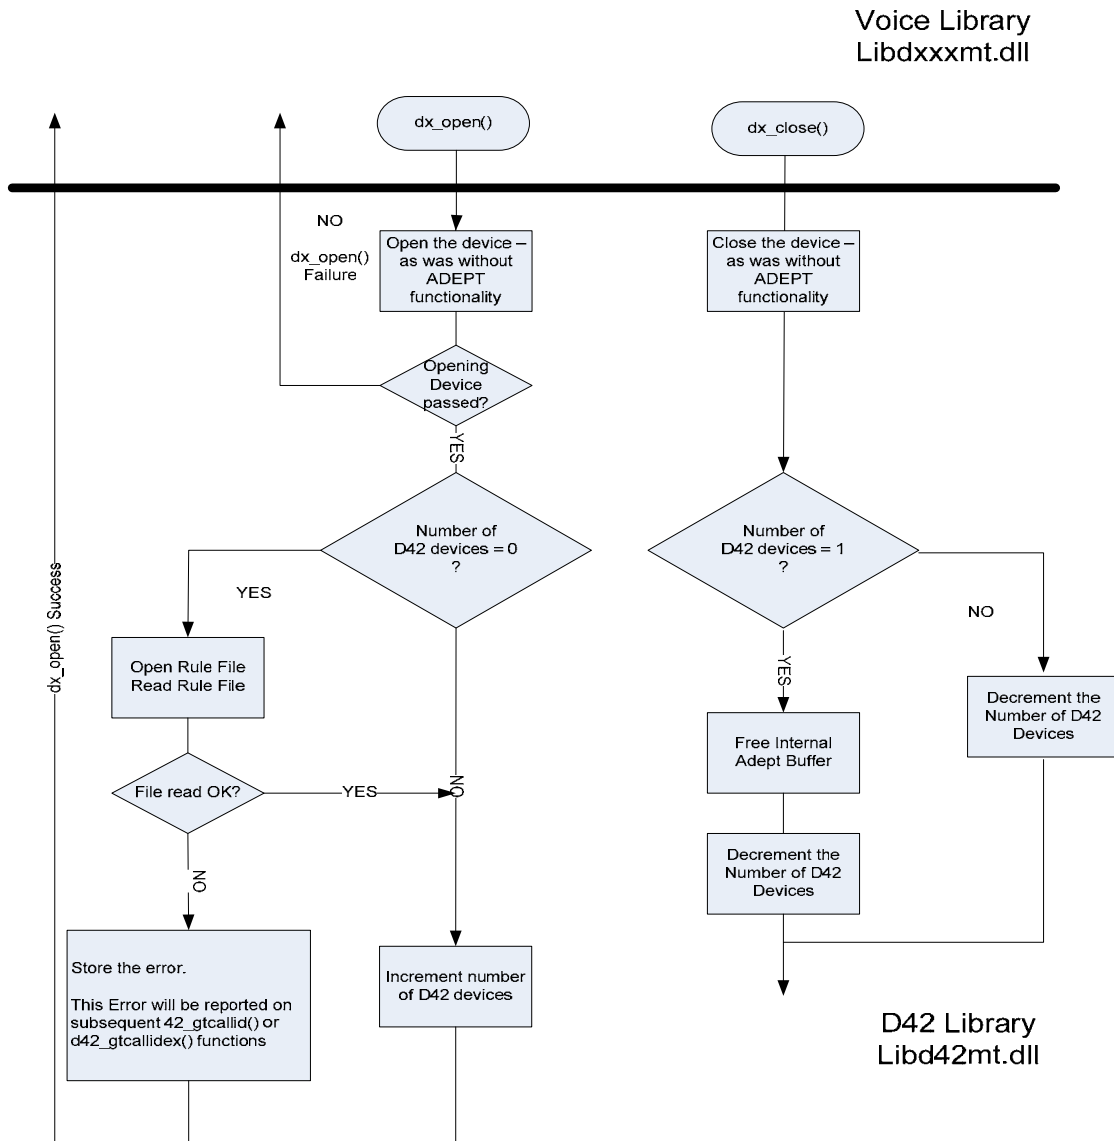 Voice Library
Libdxxxmt.dll
dx_open()
dx_close()
NO
dx_open()
Failure
Open the device –
as was without
ADEPT
functionality
Close the device –
as was without
ADEPT
functionality
Opening
Device
passed?
YES
Number of
D42 devices = 0
?
Number of
D42 devices = 1
?
YES
NO
dx_open() Success
Open Rule File
Read Rule File
YES
Decrement the
Number of D42
Devices
Free Internal
Adept Buffer
File read OK?
YES
NO
Decrement the
Number of D42
Devices
NO
Store the error.
This Error will be reported on
subsequent 42_gtcallid() or
d42_gtcallidex() functions
Increment number
of D42 devices
D42 Library
Libd42mt.dll